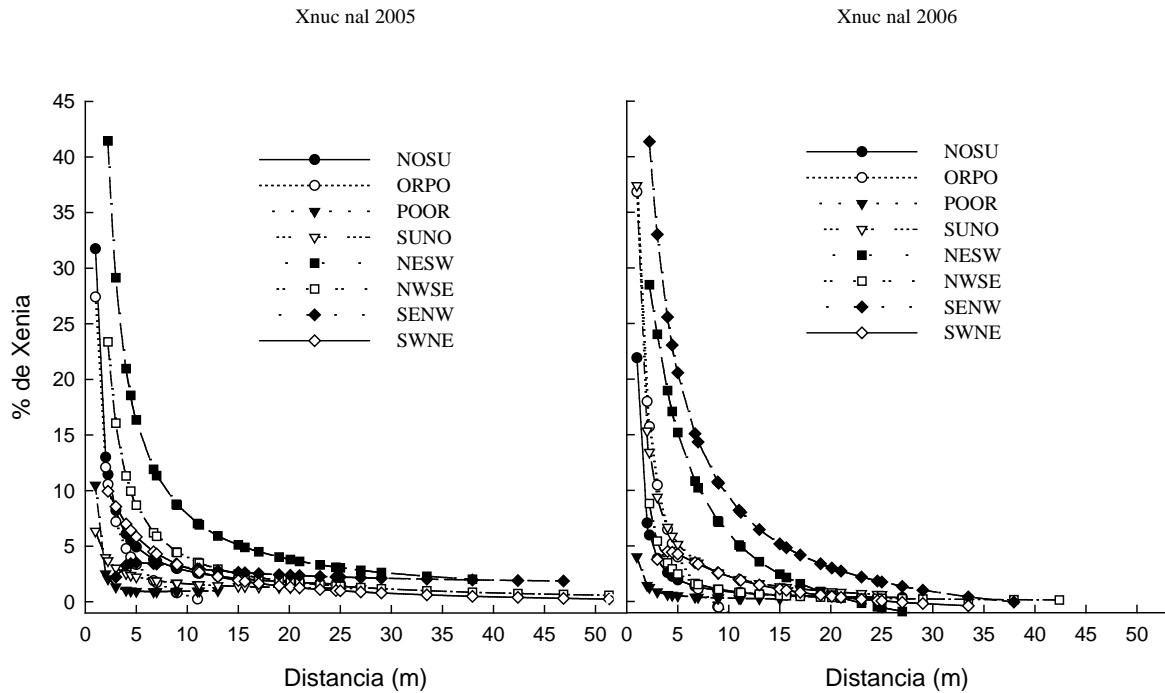 Xnuc nal 2005
Xnuc nal 2006
% de Xenia
45
40
35
30
25
20
15
10
5
0
NOSU
ORPO
POOR
SUNO
NESW
NWSE
SENW
SWNE
NOSU
ORPO
POOR
SUNO
NESW
NWSE
SENW
SWNE
0 5 10 15 20 25 30 35 40 45 50
0 5 10 15 20 25 30 35 40 45 50
Distancia (m)
Distancia (m)